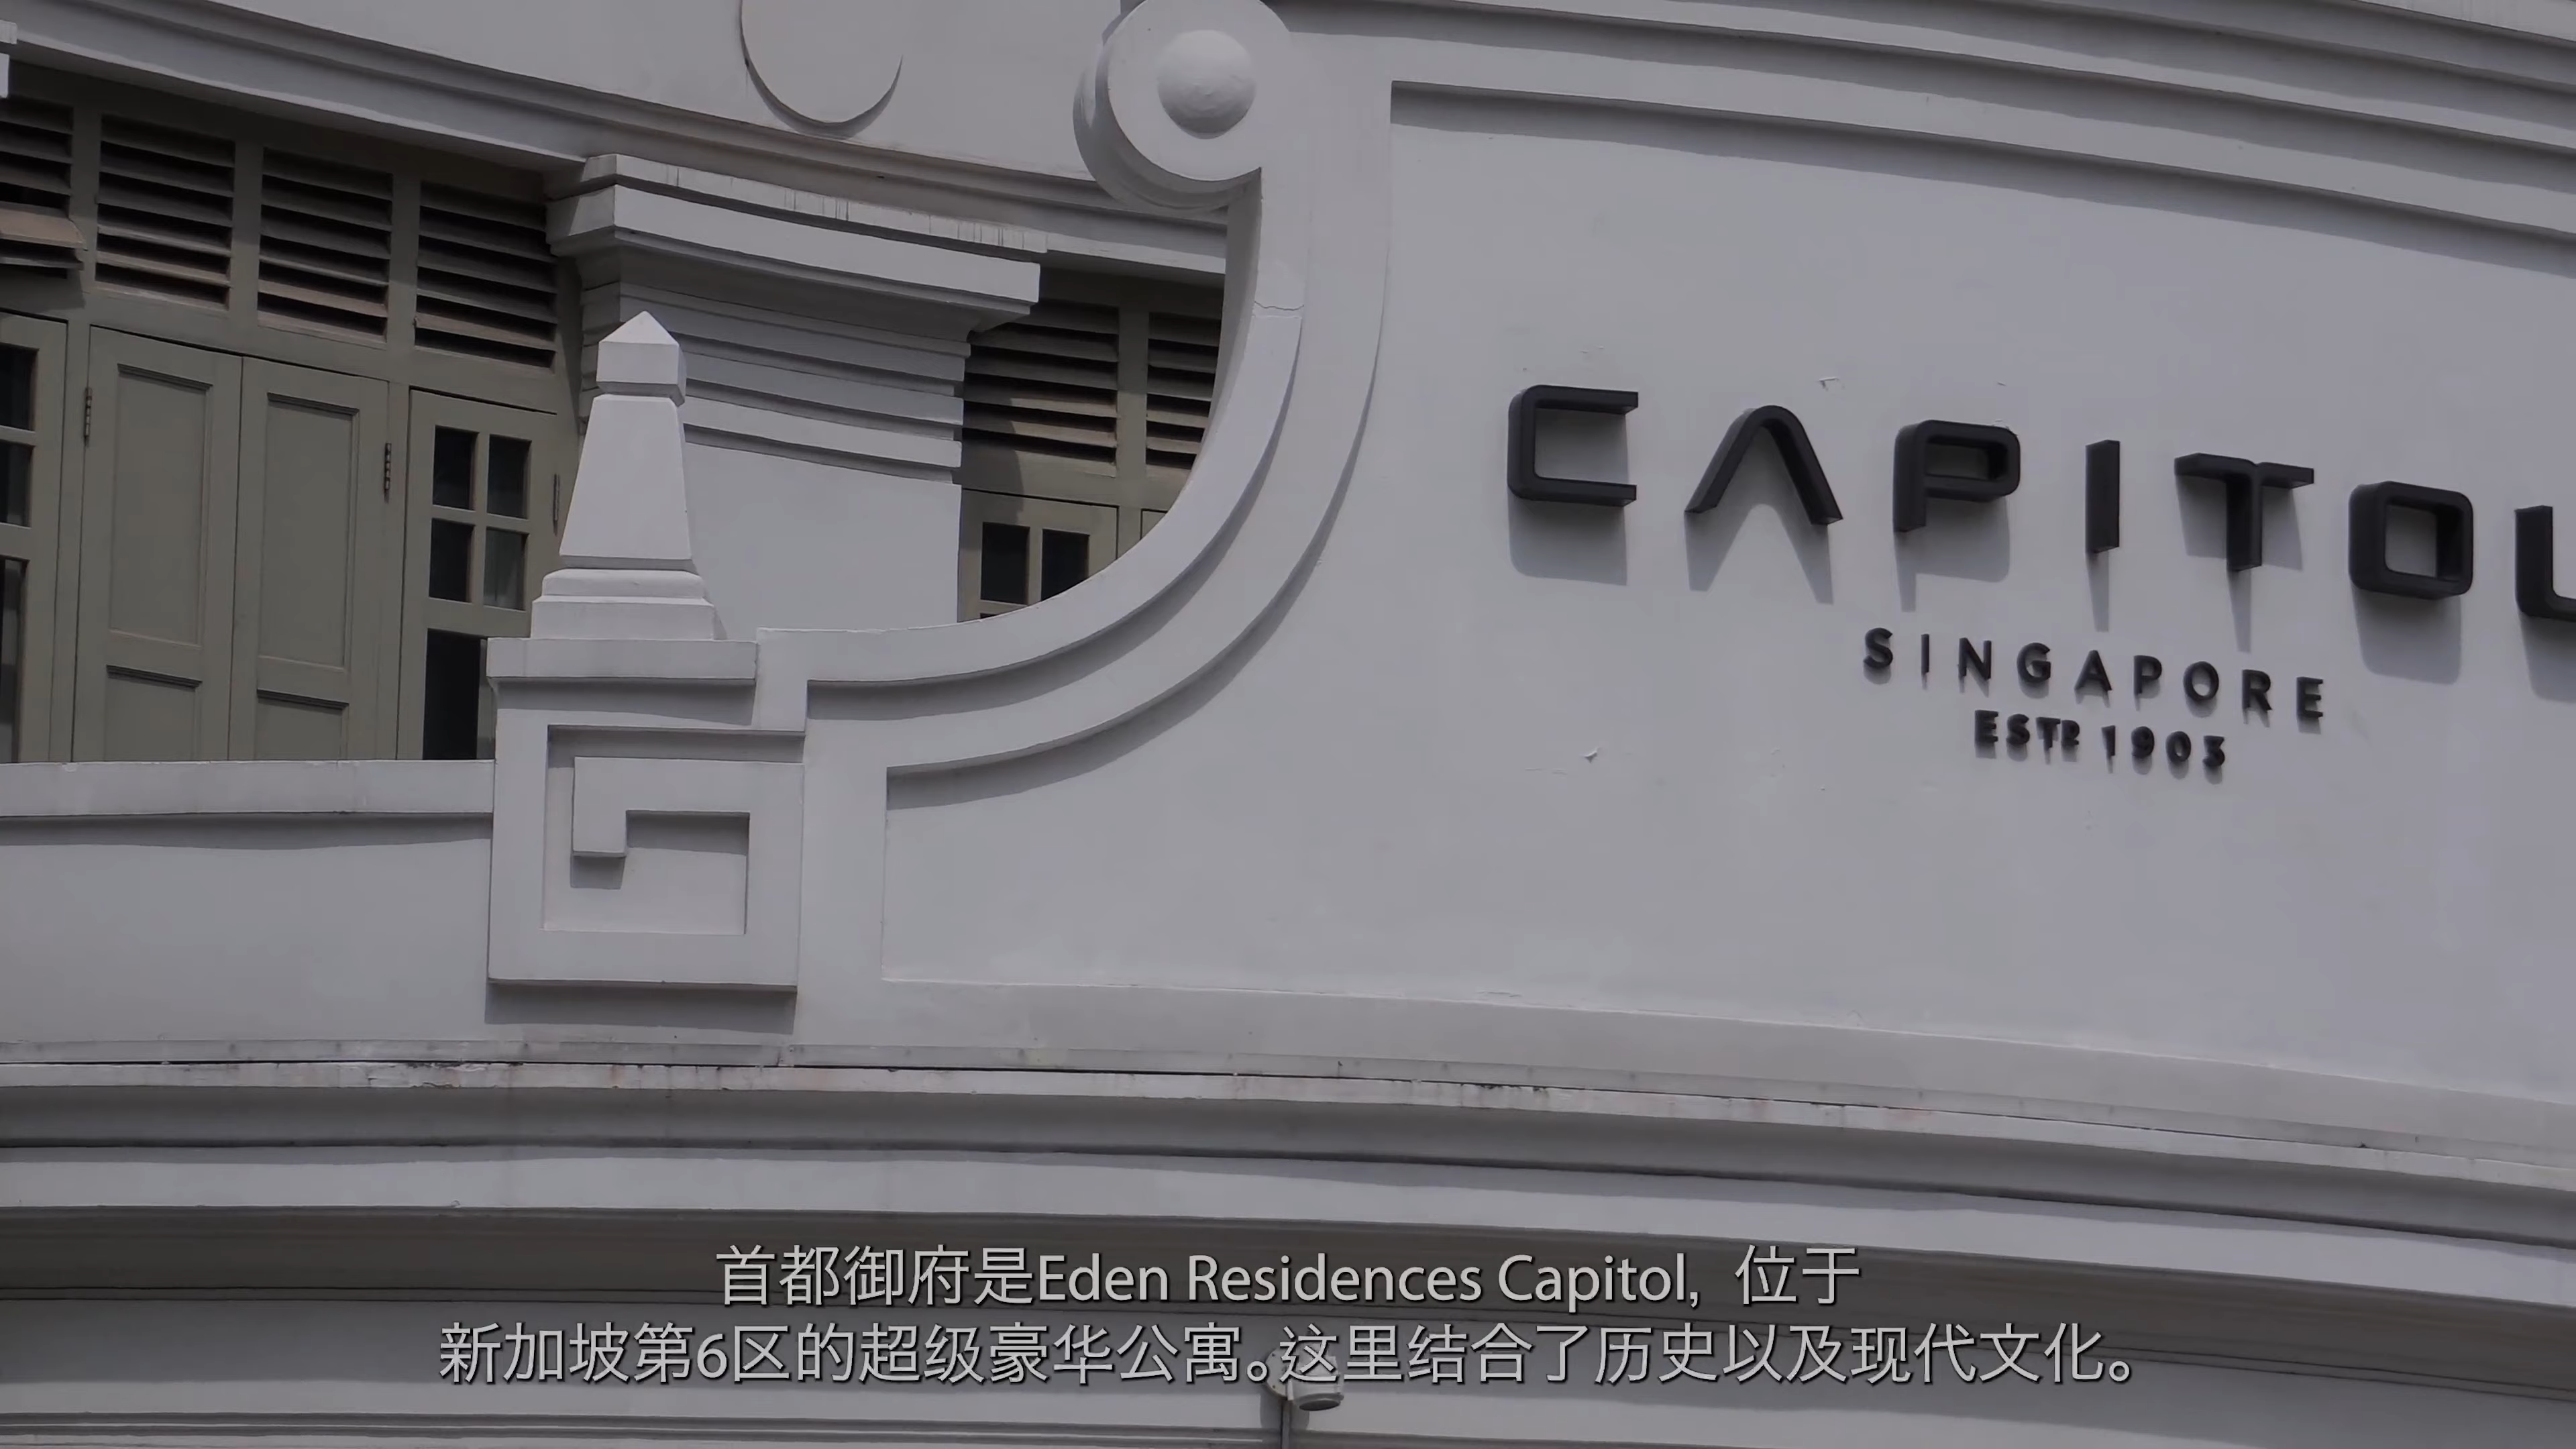 CAPITOL
SINGAPORE
ESTD 1903
首都御府是Eden Residences Capitol, 位于
新加坡第6区的超级豪华公寓。这里结合了历史以及现代文化。